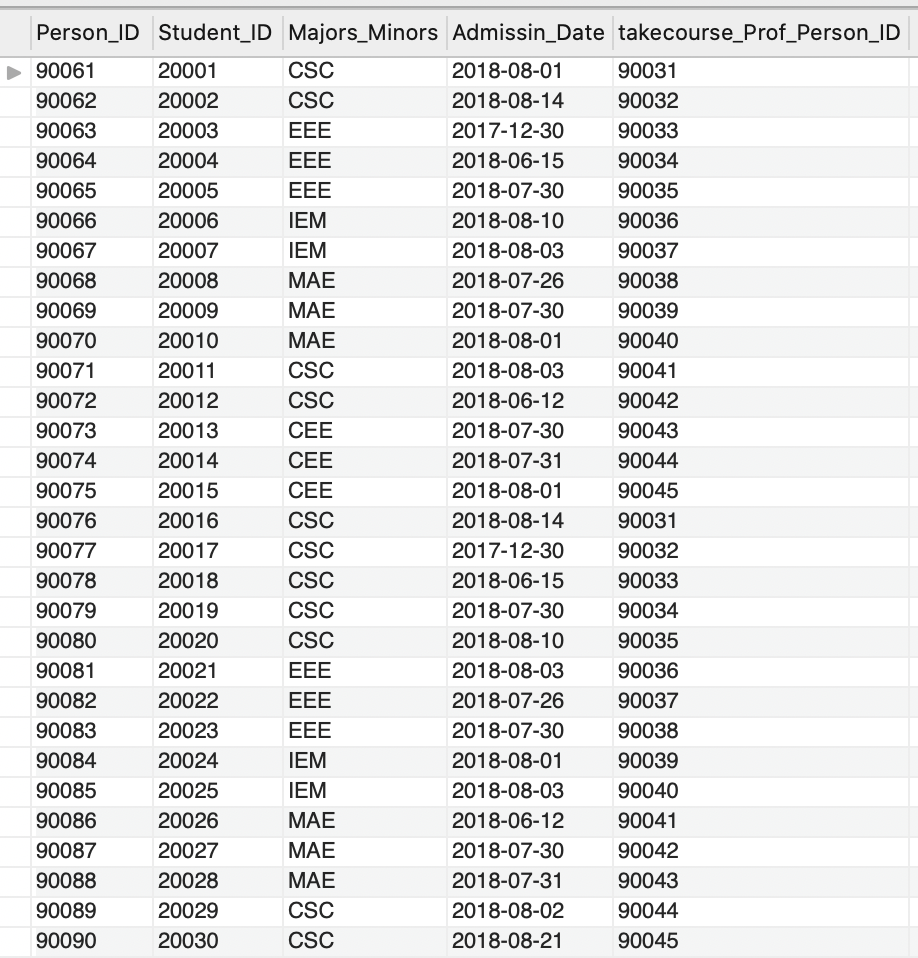 Person_ID Student_ID Majors_Minors Admissin_Date takecourse_Prof_Person_ID
90061 20001 CSC 2018-08-01 90031
90062 20002 CSC 2018-08-14 90032
90063 20003 EEE 2017-12-30 90033
90064 20004 EEE 2018-06-15 90034
90065 20005 EEE 2018-07-30 90035
90066 20006 IEM 2018-08-10 90036
90067 20007 IEM 2018-08-03 90037
90068 20008 MAE 2018-07-26 90038
90069 20009 MAE 2018-07-30 90039
90070 20010 MAE 2018-08-01 90040
90071 20011 CSC 2018-08-03 90041
90072 20012 CSC 2018-06-12 90042
90073 20013 CEE 2018-07-30 90043
90074 20014 CEE 2018-07-31 90044
90075 20015 CEE 2018-08-01 90045
90076 20016 CSC 2018-08-14 90031
90077 20017 CSC 2017-12-30 90032
90078 20018 CSC 2018-06-15 90033
90079 20019 CSC 2018-07-30 90034
90080 20020 CSC 2018-08-10 90035
90081 20021 EEE 2018-08-03 90036
90082 20022 EEE 2018-07-26 90037
90083 20023 EEE 2018-07-30 90038
90084 20024 IEM 2018-08-01 90039
90085 20025 IEM 2018-08-03 90040
90086 20026 MAE 2018-06-12 90041
90087 20027 MAE 2018-07-30 90042
90088 20028 MAE 2018-07-31 90043
90089 20029 CSC 2018-08-02 90044
90090 20030 CSC 2018-08-21 90045